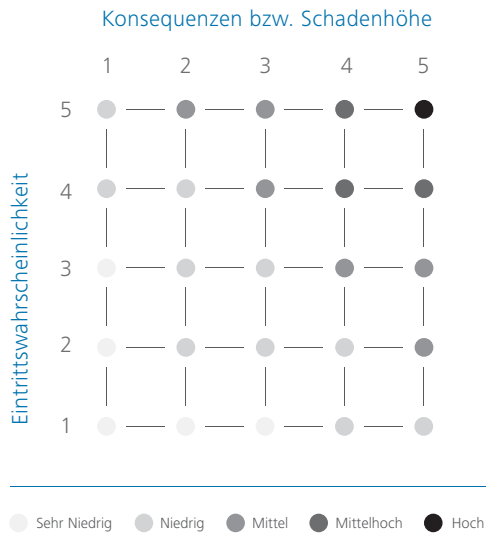 Konsequenzen bzw. Schadenhöhe
1 2 3 4 5
Eintrittswahrscheinlichkeit
5
4
3
2
1
Sehr Niedrig Niedrig Mittel Mittelhoch Hoch